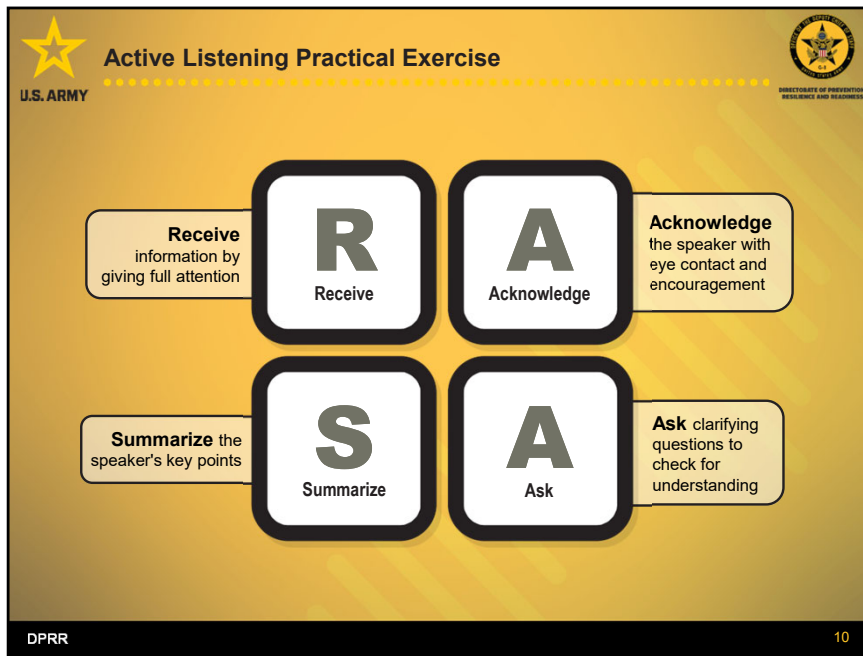 Active Listening Practical Exercise
U.S. ARMY
DIRECTORATE OF PREVENTION
RESILIENCE AND READINESS
Receive
information by
giving full attention
R
Receive
A
Acknowledge
Acknowledge
the speaker with
eye contact and
encouragement
Summarize the
speaker's key points
S
Summarize
A
Ask
Ask clarifying
questions to
check for
understanding
DPRR
10